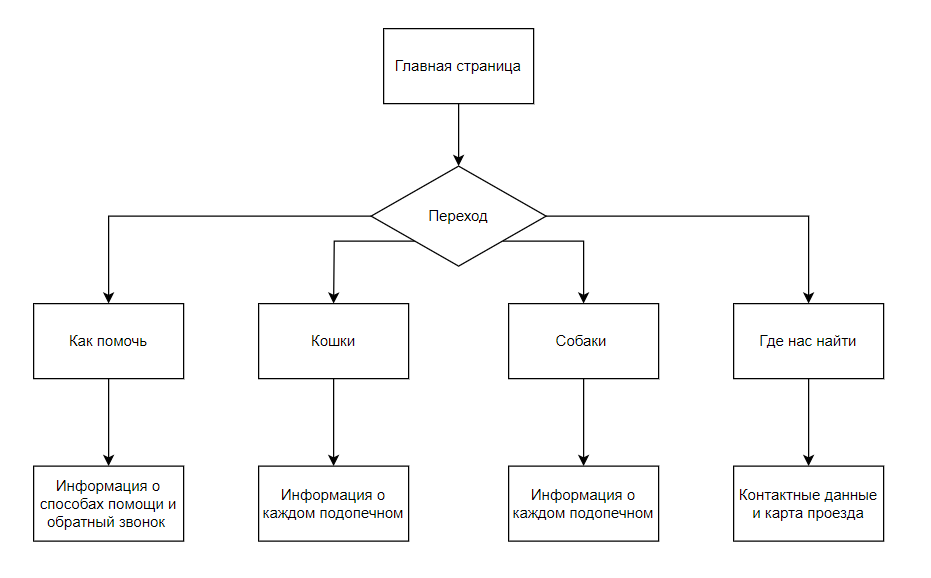 Главная страница
Переход
Как помочь
Кошки
Собаки
Где нас найти
Информация о
способах помощи и
обратный звонок
Информация о
каждом подопечном
Информация о
каждом подопечном
Контактные данные
и карта проезда